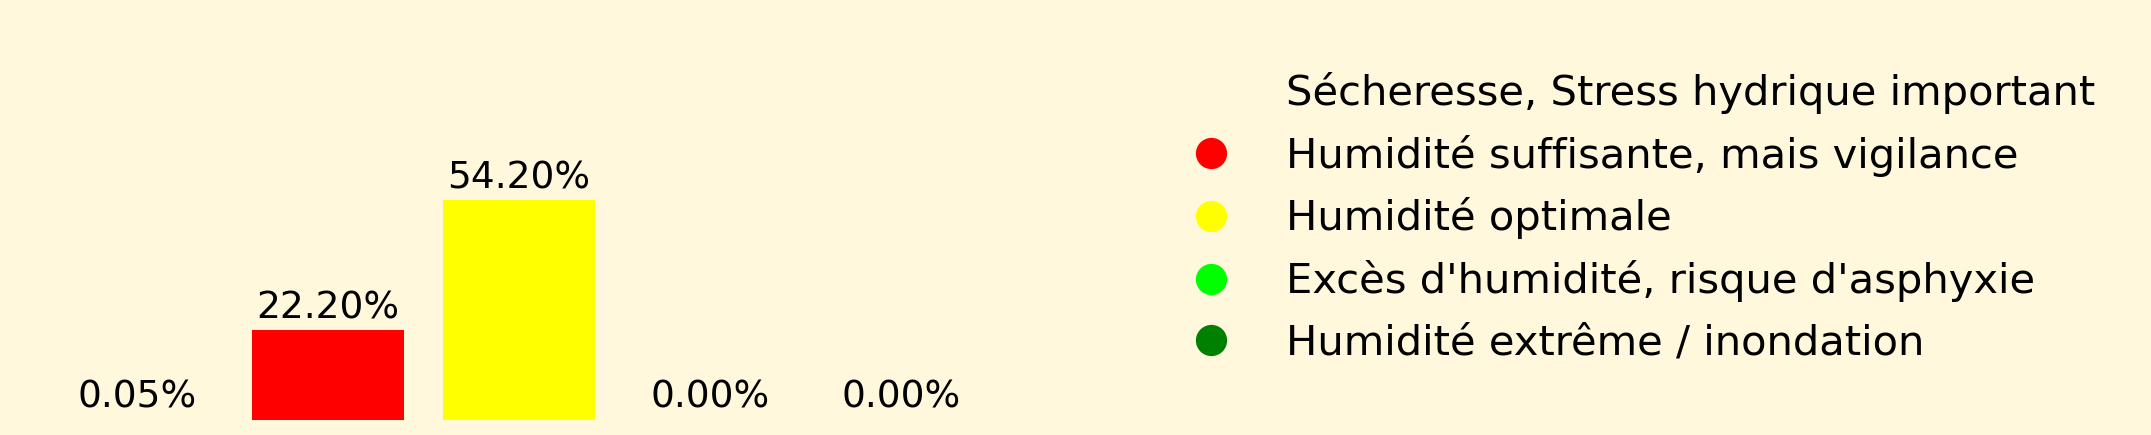 54.20%
22.20%
0.05%
0.00%
0.00%
Sécheresse, Stress hydrique important
Humidité suffisante, mais vigilance
Humidité optimale
Excès d'humidité, risque d'asphyxie
Humidité extrême / inondation